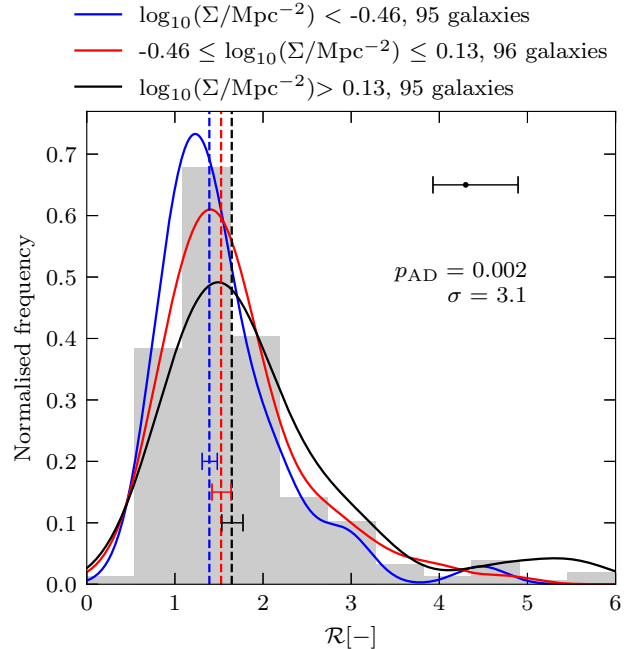 log₁₀(Σ/Mpc⁻²) < -0.46, 95 galaxies
-0.46 ≤ log₁₀(Σ/Mpc⁻²) ≤ 0.13, 96 galaxies
log₁₀(Σ/Mpc⁻²)> 0.13, 95 galaxies
0.7
0.6
0.5
0.4
0.3
0.2
0.1
0.0
Normalised frequency
p_AD = 0.002
σ = 3.1
0 1 2 3 4 5 6
ℛ[−]